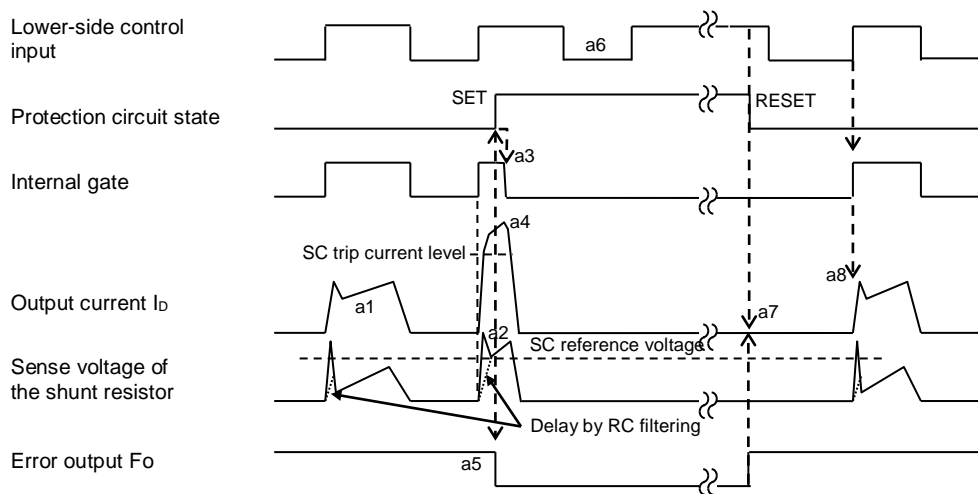 Lower-side control
input
a6
SET
RESET
Protection circuit state
a3
Internal gate
a4
SC trip current level
a8
Output current ID
a1
a7
a2
SC reference voltage
Sense voltage of
the shunt resistor
Delay by RC filtering
Error output Fo
a5